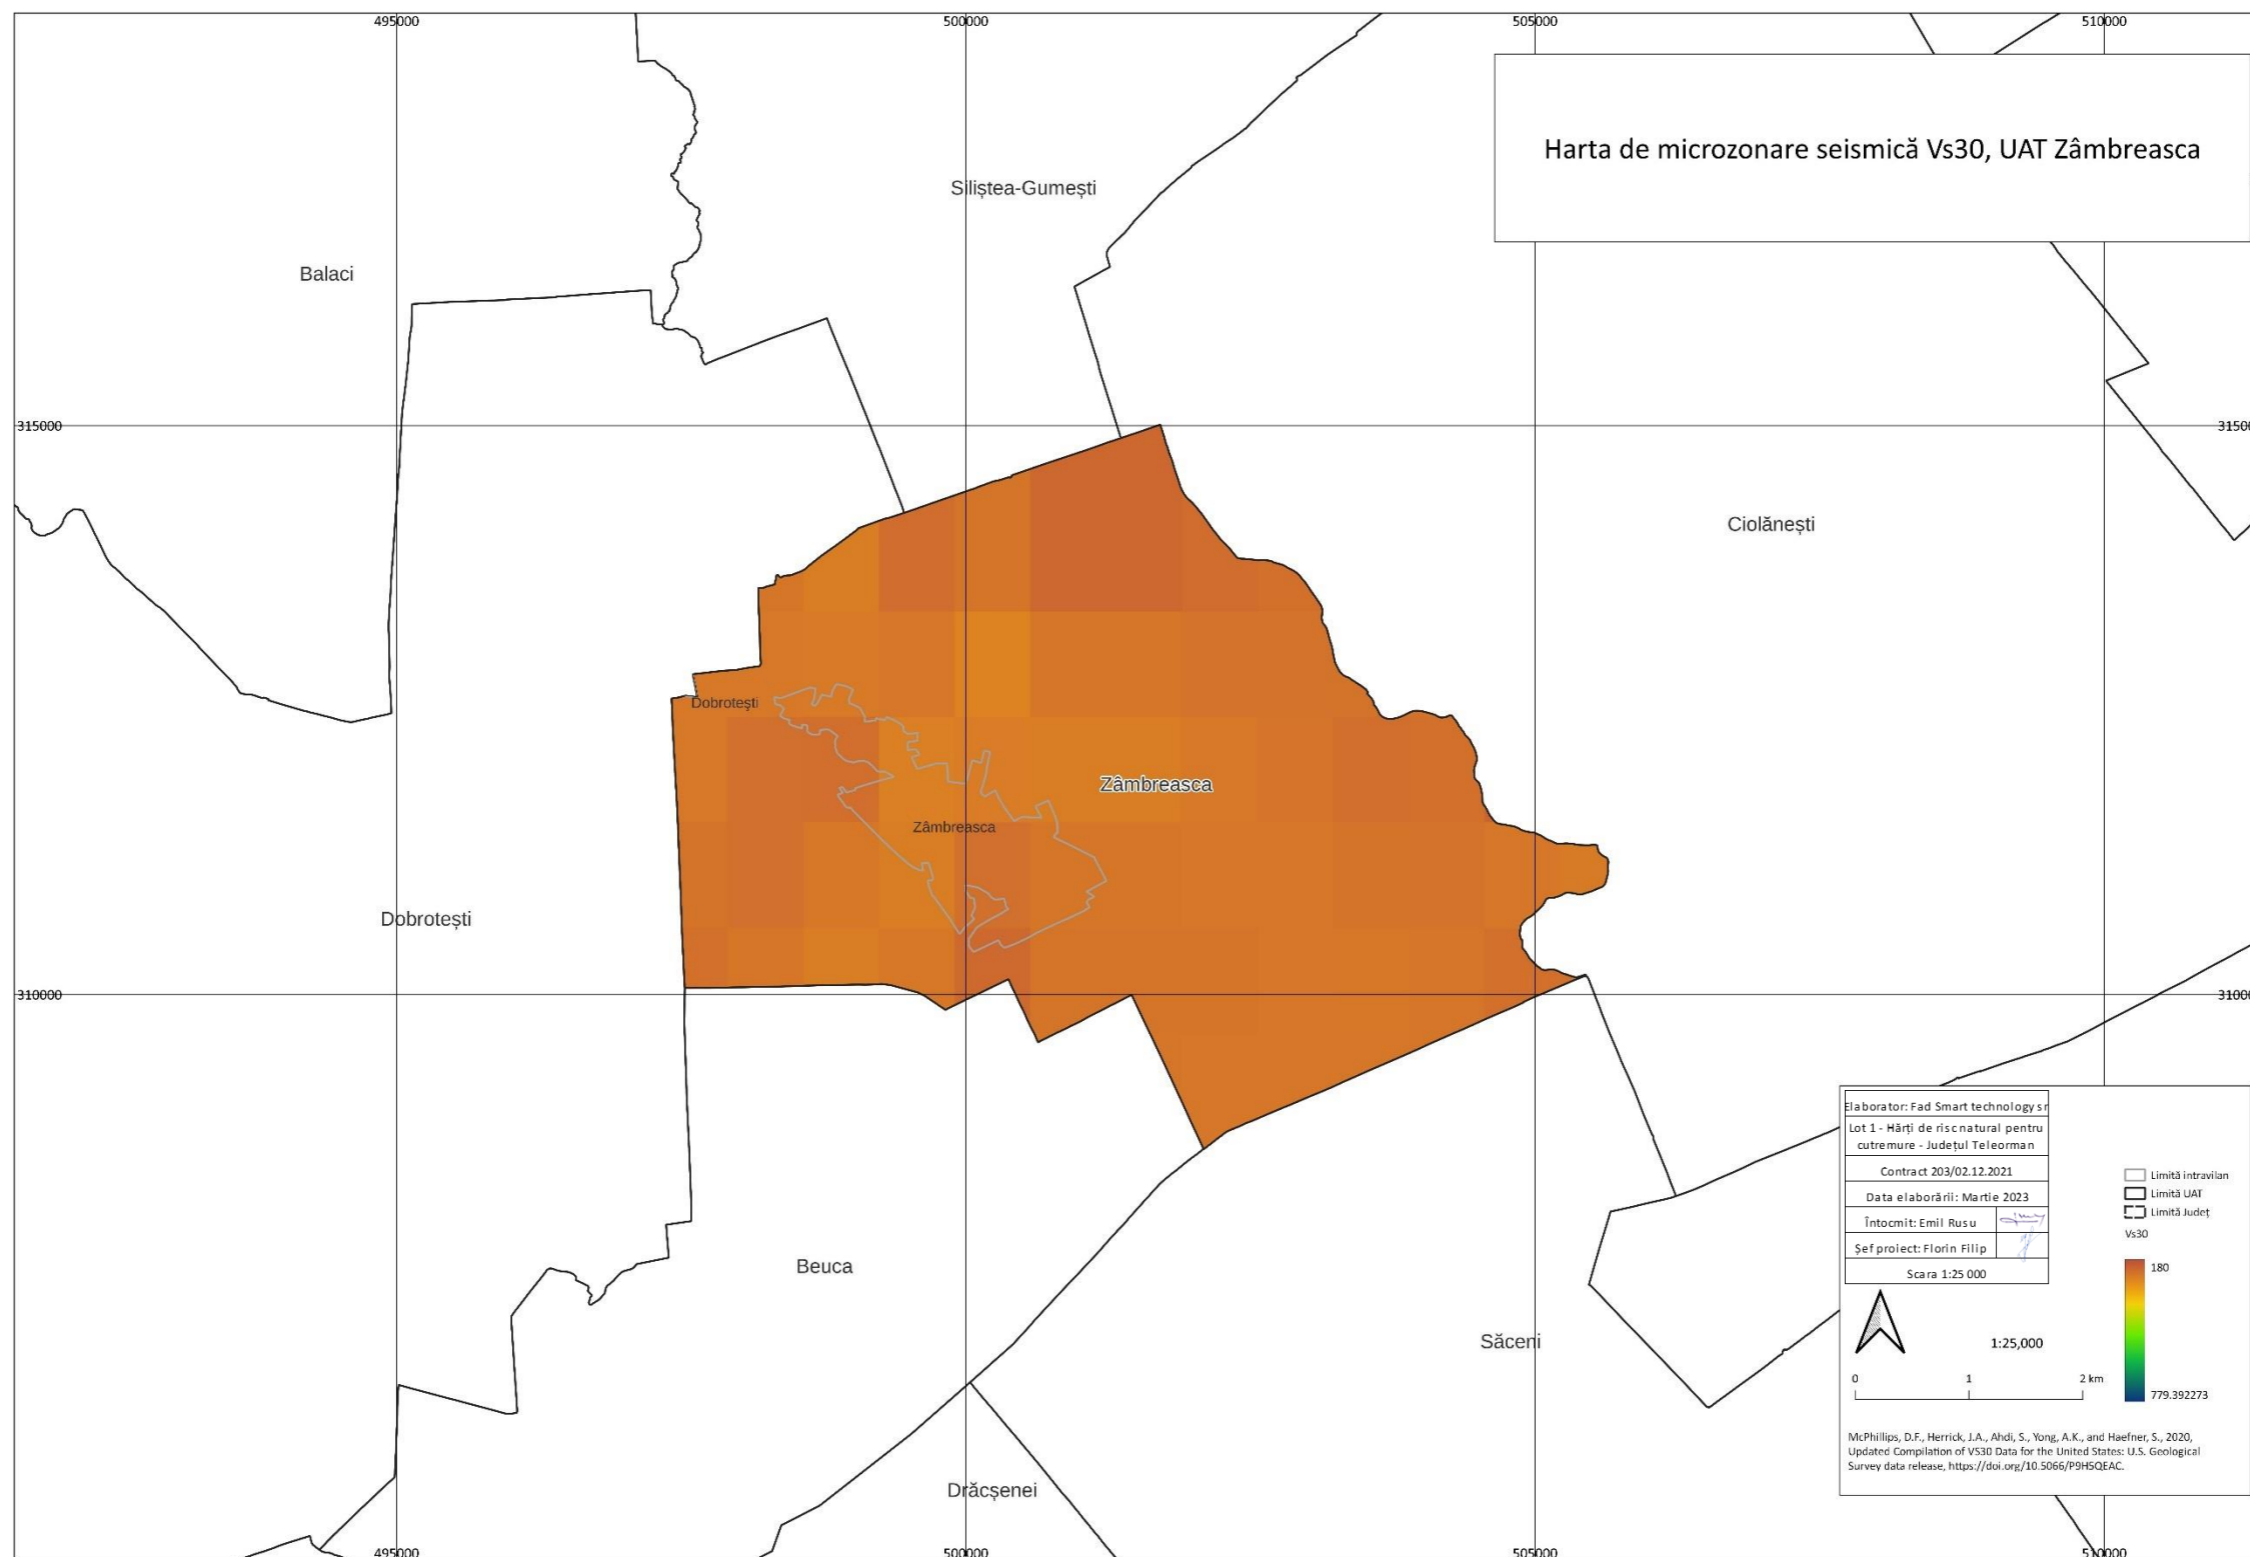 495000
500000
505000
510000
Harta de microzonare seismică Vs30, UAT Zâmbreasca
Siliștea-Gumești
Balaci
315000
3150
Ciolănești
Dobroteşti
Zâmbreasca
Zâmbreasca
Dobrotești
310000
3100
Beuca
Săceni
Drăcșenei
Elaborator: Fad Smart technology sr
Lot 1 - Hărți de risc natural pentru
cutremure - Județul Teleorman
Contract 203/02.12.2021
Data elaborării: Martie 2023
Întocmit: Emil Rusu
Șef proiect: Florin Filip
Scara 1:25 000
Limită intravilan
Limită UAT
Limită Județ
Vs30
180
779.392273
1:25,000
0 1 2 km
McPhillips, D.F., Herrick, J.A., Ahdi, S., Yong, A.K., and Haefner, S., 2020,
Updated Compilation of VS30 Data for the United States: U.S. Geological
Survey data release, https://doi.org/10.5066/P9H5QEAC.
495000
500000
505000
510000